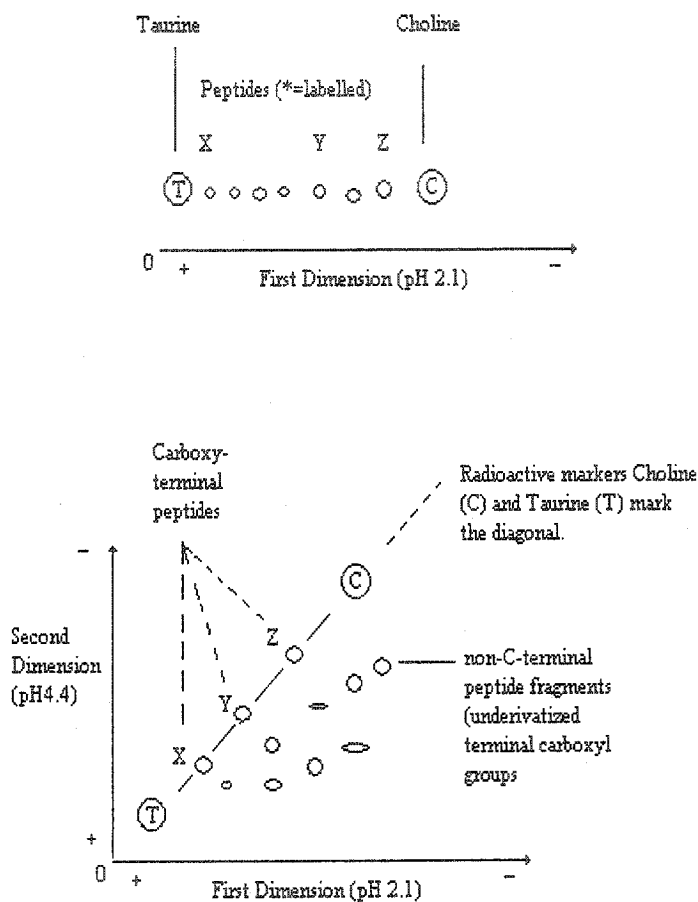 Taurine
Choline
Peptides (*=labelled)
X
Y
Z
T
C
0
+
-
First Dimension (pH 2.1)
Carboxy-
terminal
peptides
Radioactive markers Choline
(C) and Taurine (T) mark
the diagonal.
-
C
Second
Dimension
(pH4.4)
Z
Y
X
non-C-terminal
peptide fragments
(underivatized
terminal carboxyl
groups
T
+
0
+
-
First Dimension (pH 2.1)